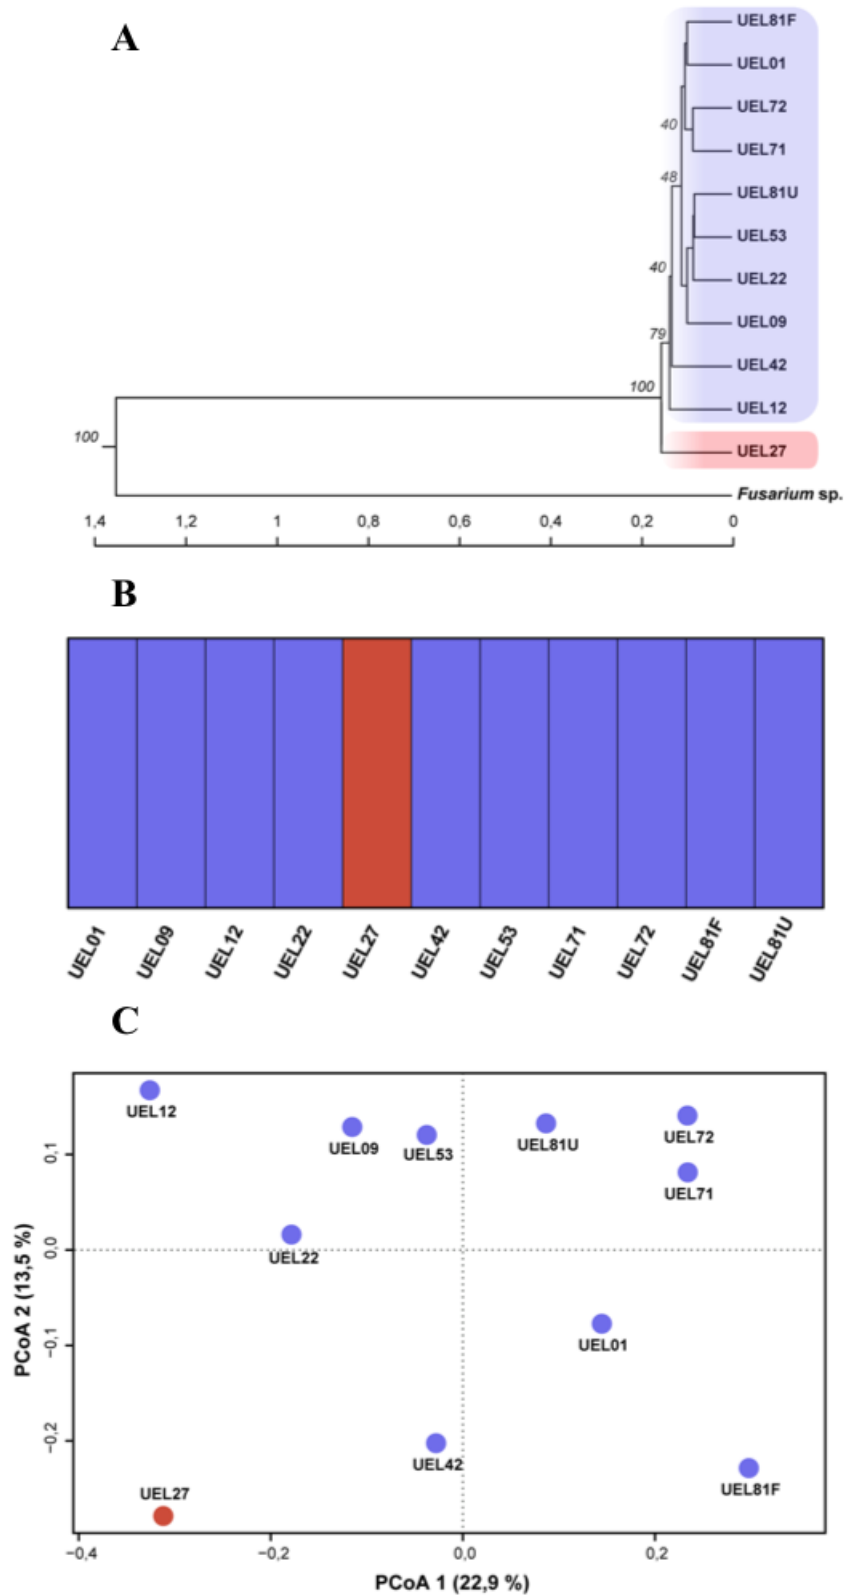 A
UEL81F
UEL01
UEL72
40
UEL71
48
UEL81U
UEL53
40
UEL22
UEL09
79
UEL42
100
UEL12
100
UEL27
Fusarium sp.
1,4 1,2 1 0,8 0,6 0,4 0,2 0
B
UEL01 UEL09 UEL12 UEL22 UEL27 UEL42 UEL53 UEL71 UEL72 UEL81F UEL81U
C
UEL12
UEL09
UEL53
UEL81U
UEL72
UEL71
UEL22
UEL01
UEL42
UEL81F
UEL27
0,1
0,0
−0,1
−0,2
PCoA 2 (13,5 %)
−0,4 −0,2 0,0 0,2
PCoA 1 (22,9 %)